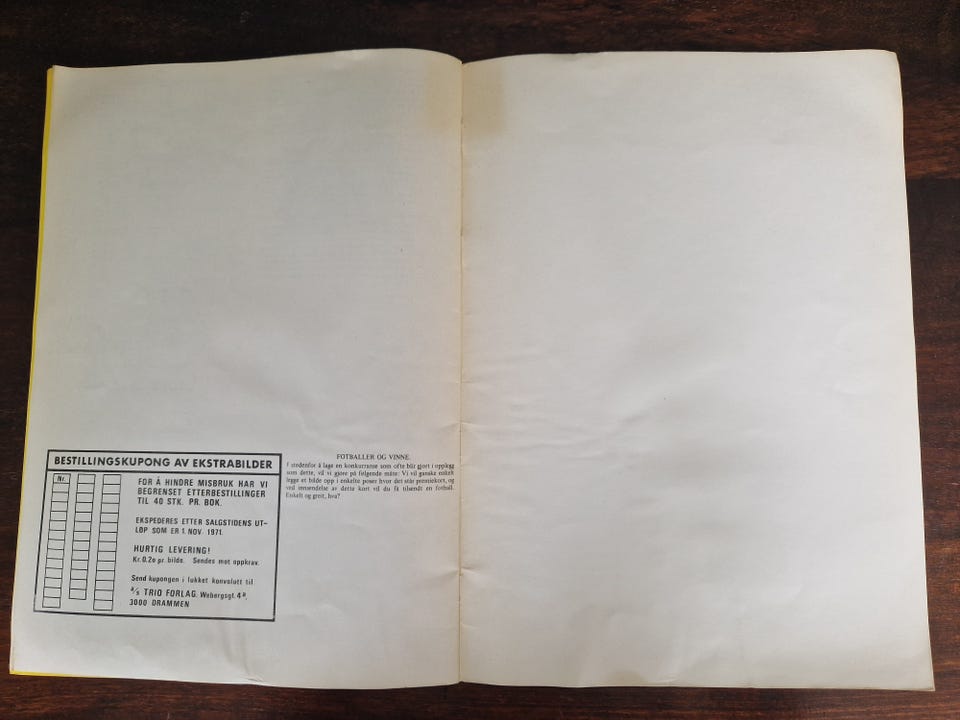 BESTILLINGSKUPONG AV EKSTRABILDER
Nr.
FOR Å HINDRE MISBRUK HAR VI
BEGRENSET ETTERBESTILLINGER
TIL 40 STK. PR. BOK.
EKSPEDERES ETTER SALGSTIDENS UT-
LØP SOM ER 1. NOV. 1971.
HURTIG LEVERING!
Kr. 0.20 pr. bilde. Sendes mot oppkrav.
Send kupongen i lukket konvolutt til
A/S TRIO FORLAG. Webergsgt. 4 B,
3000 DRAMMEN
FOTBALLER OG VINNE.
I stedenfor å lage en konkurranse som ofte blir gjort i opplegg
som dette, vil vi gjøre på følgende måte: Vi vil ganske enkelt
legge et bilde opp i enkelte poser hvor det står premiekort, og
ved innsendelse av dette kort vil du få tilsendt en fotball.
Enkelt og greit, hva?